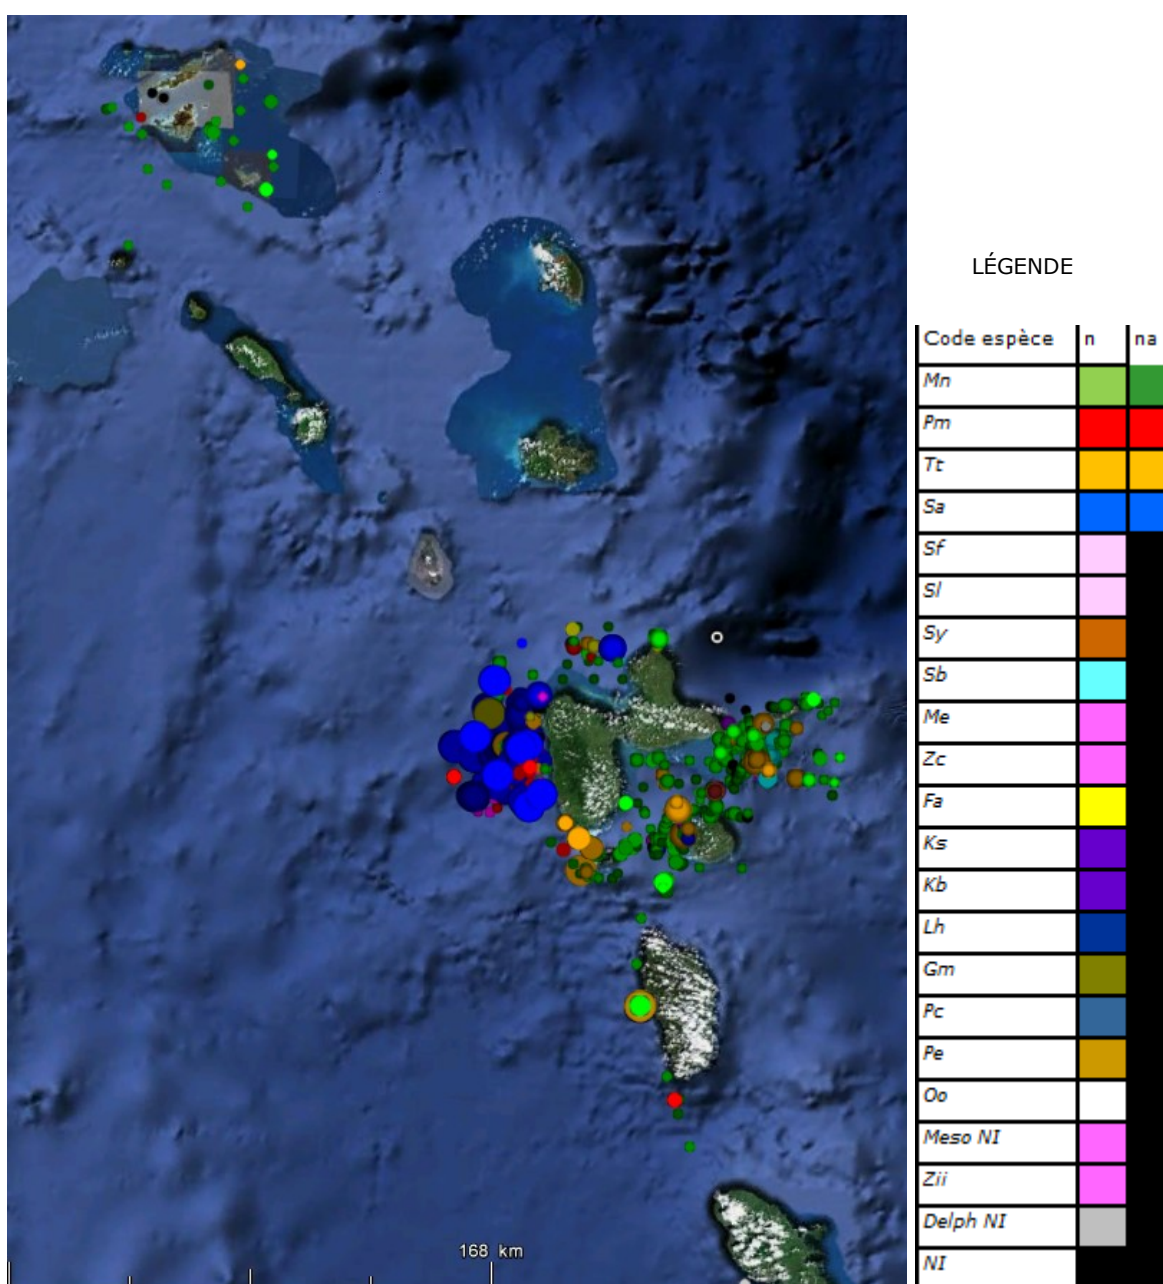 LÉGENDE
Code espèce n na
Mn
Pm
Tt
Sa
Sf
Sl
Sy
Sb
Me
Zc
Fa
Ks
Kb
Lh
Gm
Pc
Pe
Oo
Meso NI
Zii
Delph NI
NI
168 km